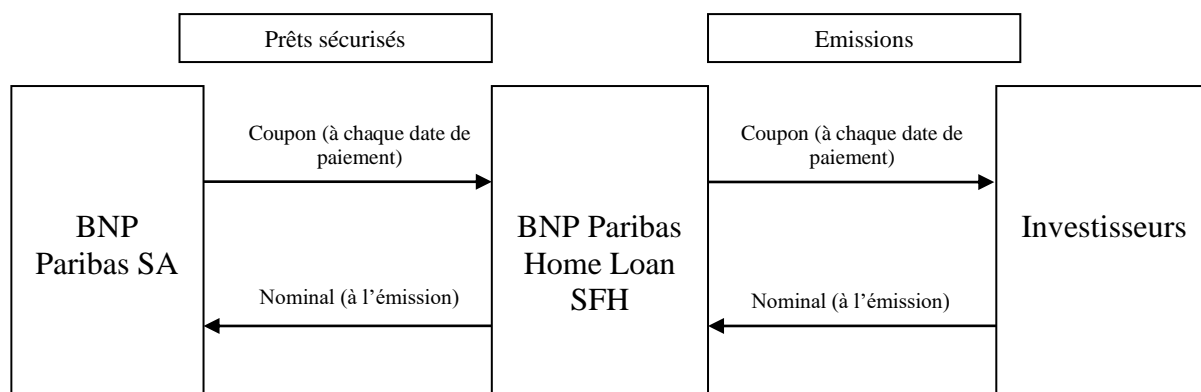 Prêts sécurisés
Emissions
Coupon (à chaque date de
paiement)
Coupon (à chaque date de
paiement)
BNP
Paribas SA
BNP Paribas
Home Loan
SFH
Investisseurs
Nominal (à l’émission)
Nominal (à l’émission)